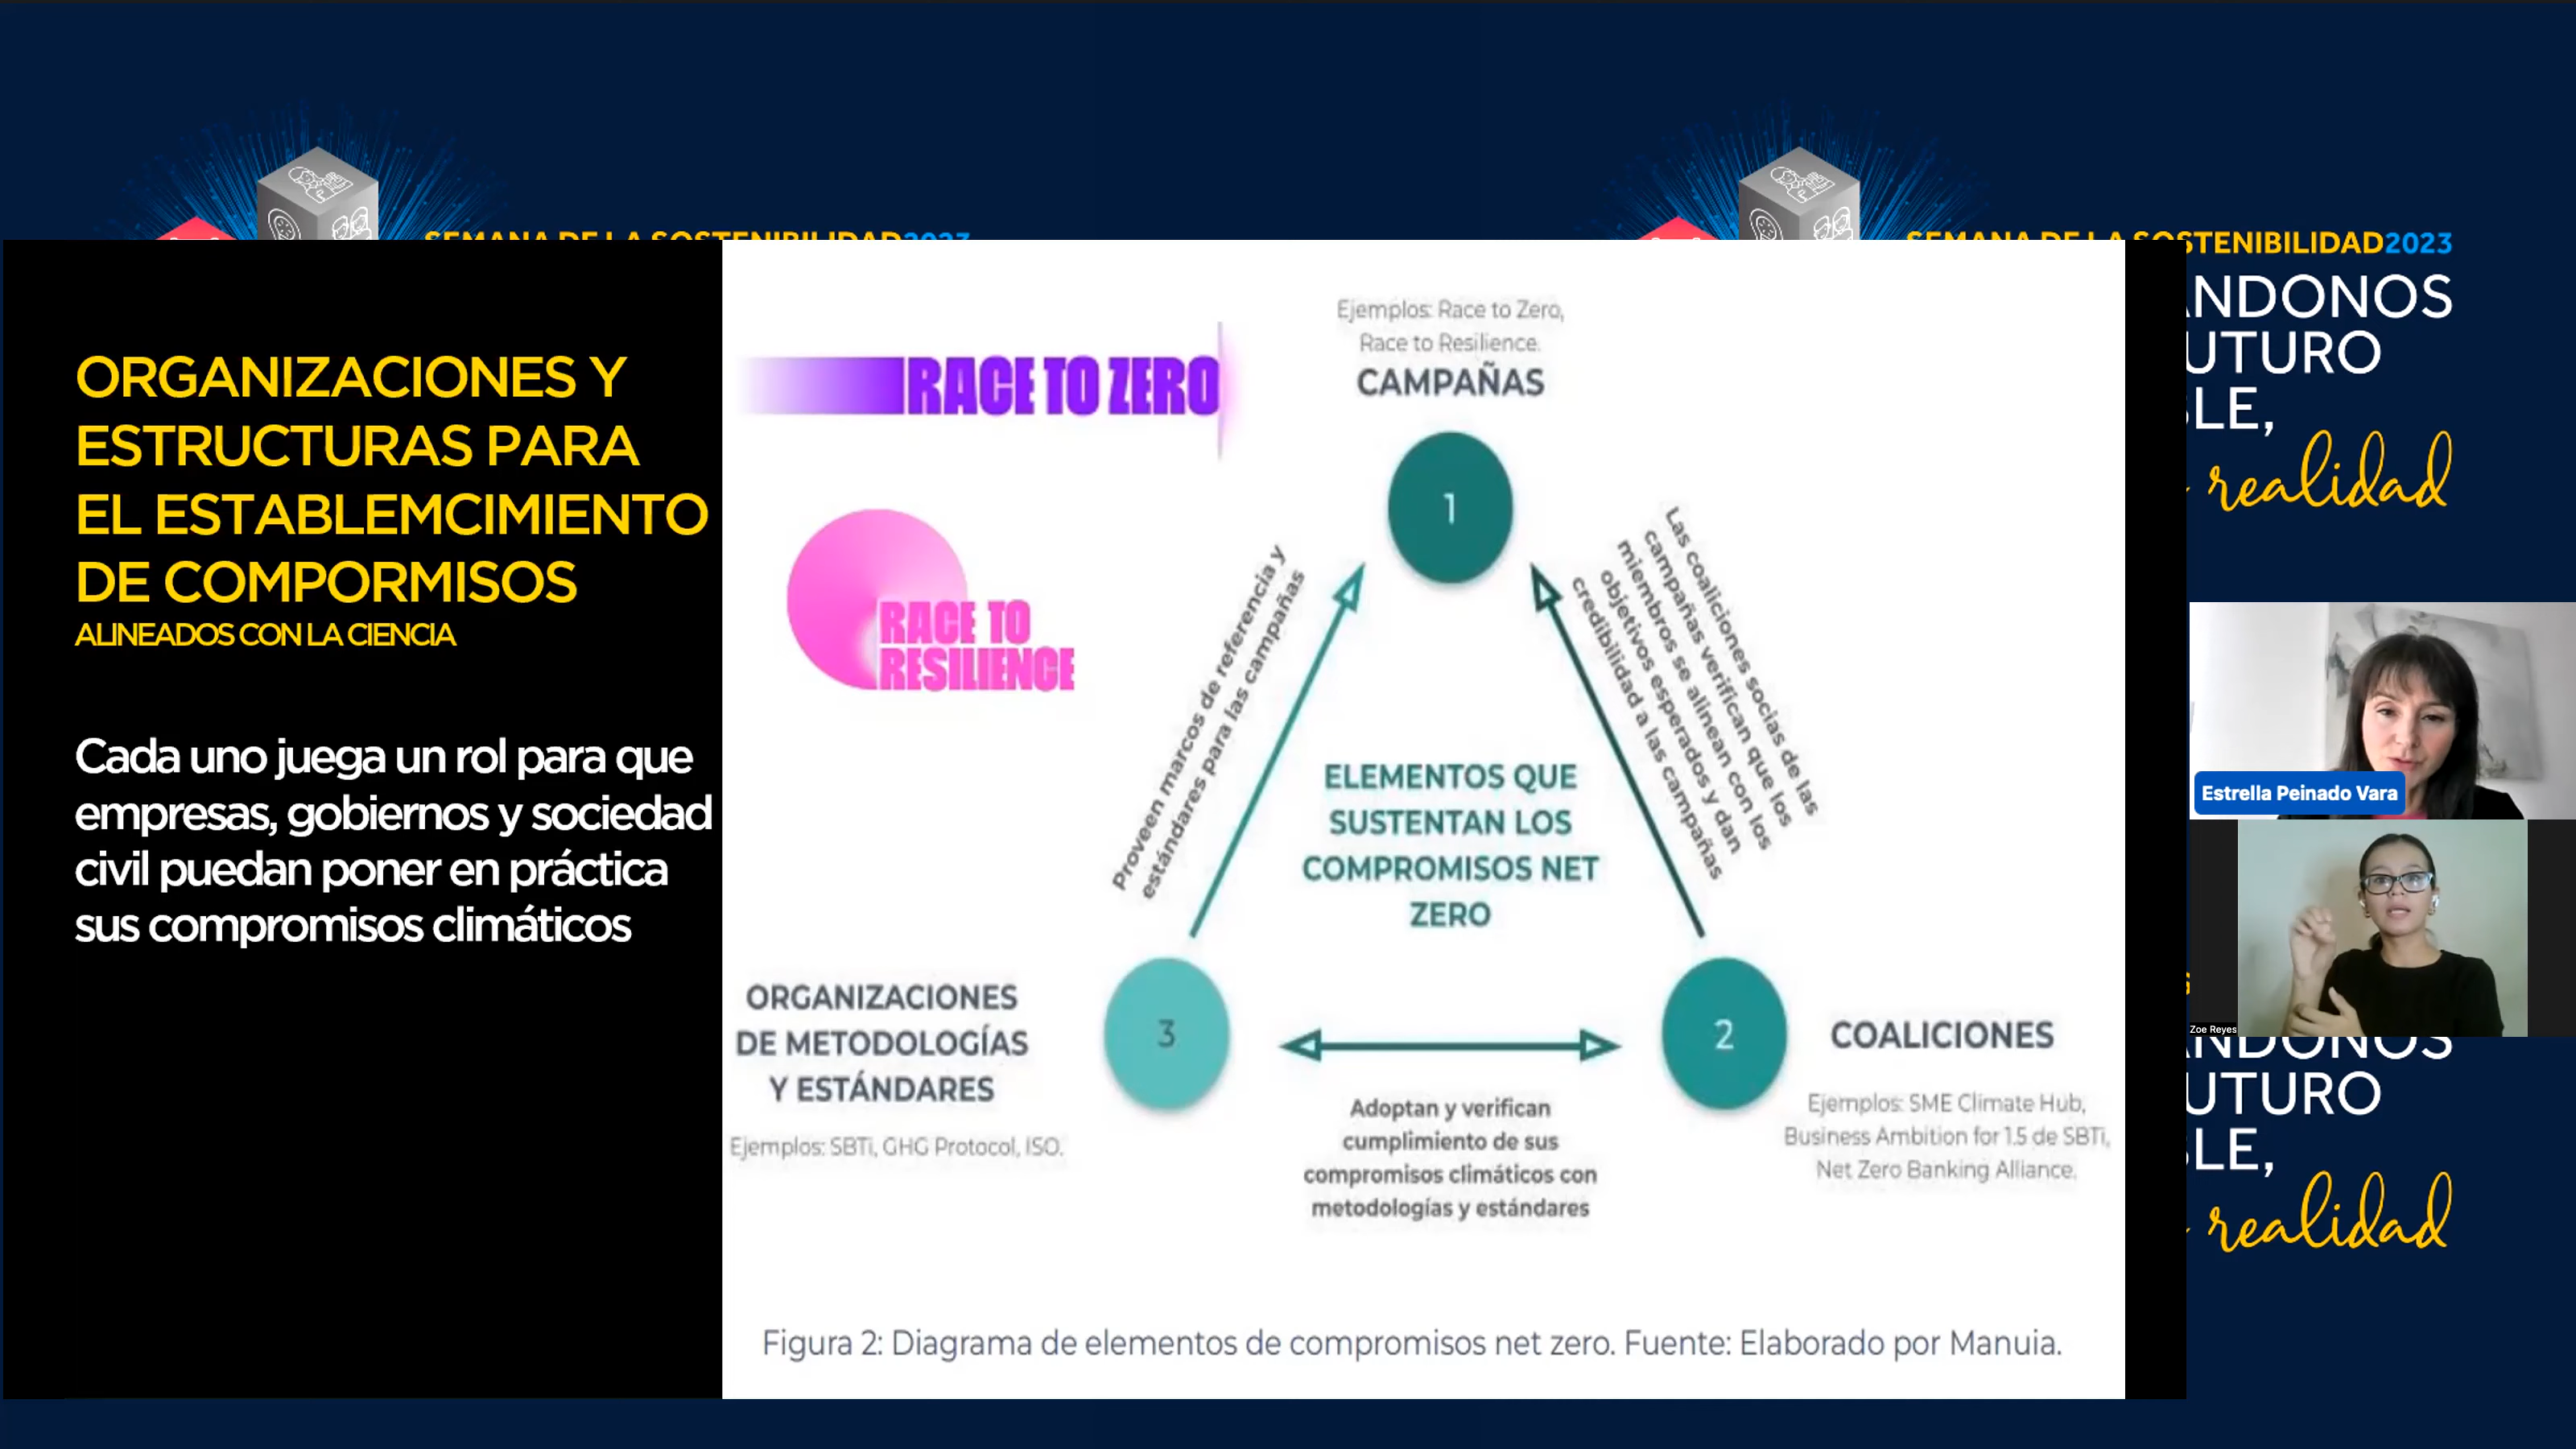 SEMANA DE LA SOSTENIBILIDAD2023
SEMANA DE LA SOSTENIBILIDAD2023
ORGANIZACIONES Y
ESTRUCTURAS PARA
EL ESTABLEMCIMIENTO
DE COMPORMISOS
ALINEADOS CON LA CIENCIA
Cada uno juega un rol para que
empresas, gobiernos y sociedad
civil puedan poner en práctica
sus compromisos climáticos
RACE TO ZERO
RACE TO
RESILIENCE
Ejemplos: Race to Zero,
Race to Resilience.
CAMPAÑAS
1
Proveen marcos de referencia y
estándares para las campañas
Las coaliciones socias de las
campañas verifican que los
miembros se alinean con los
objetivos esperados y dan
credibilidad a las campañas
ELEMENTOS QUE
SUSTENTAN LOS
COMPROMISOS NET
ZERO
ORGANIZACIONES
DE METODOLOGÍAS
Y ESTÁNDARES
Ejemplos: SBTi, GHG Protocol, ISO.
3
2
COALICIONES
Ejemplos: SME Climate Hub,
Business Ambition for 1.5 de SBTi,
Net Zero Banking Alliance.
Adoptan y verifican
cumplimiento de sus
compromisos climáticos con
metodologías y estándares
Figura 2: Diagrama de elementos de compromisos net zero. Fuente: Elaborado por Manuia.
NDONOS
UTURO
LE,
realidad
Estrella Peinado Vara
Zoe Reyes
NDONOS
UTURO
LE,
realidad